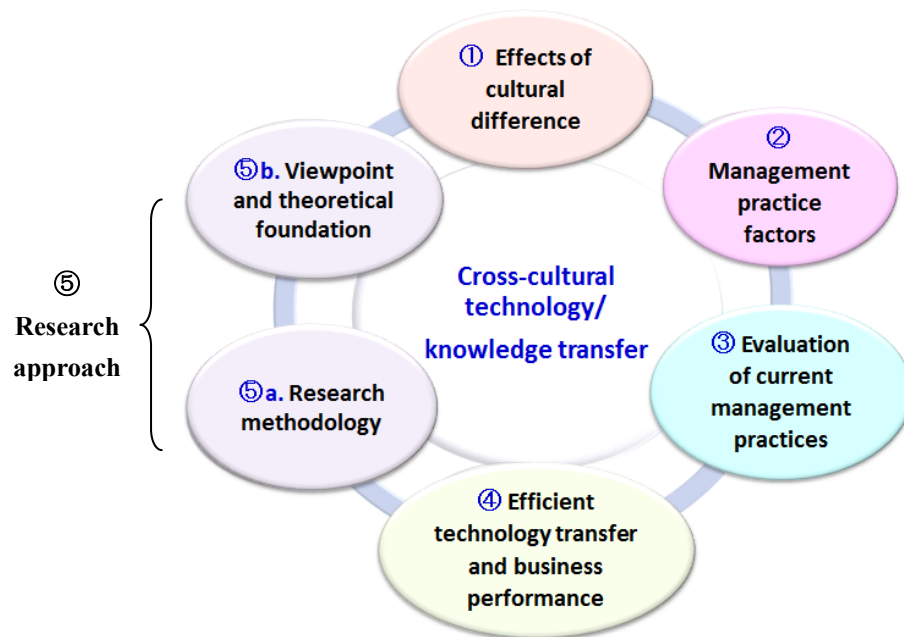 ① Effects of
cultural
difference
②
Management
practice
factors
③ Evaluation
of current
management
practices
④ Efficient
technology transfer
and business
performance
⑤a. Research
methodology
⑤b. Viewpoint
and theoretical
foundation
⑤
Research
approach
Cross-cultural
technology/
knowledge transfer